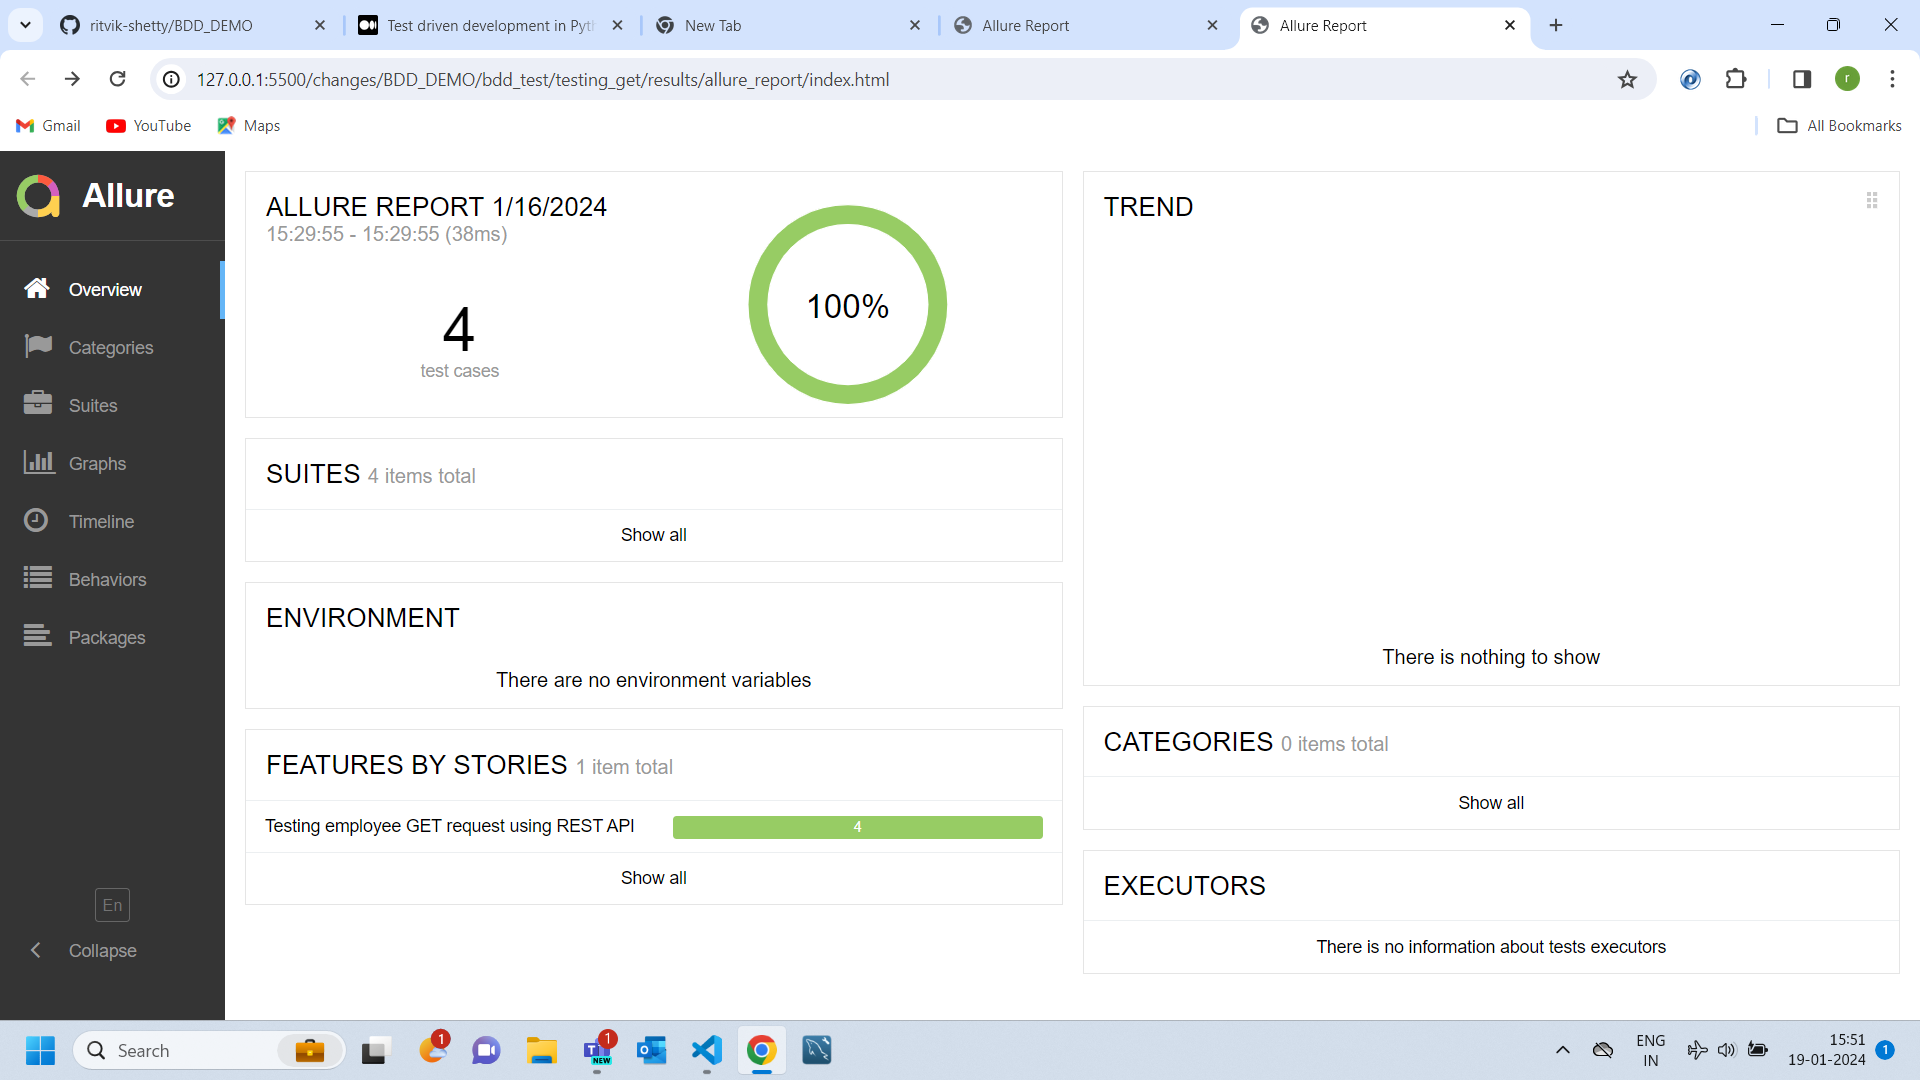 ritvik-shetty/BDD_DEMO
Test driven development in Pyth
New Tab
Allure Report
Allure Report
127.0.0.1:5500/changes/BDD_DEMO/bdd_test/testing_get/results/allure_report/index.html
r
Gmail
YouTube
Maps
All Bookmarks
Allure
Overview
Categories
Suites
Graphs
Timeline
Behaviors
Packages
En
Collapse
ALLURE REPORT 1/16/2024
15:29:55 - 15:29:55 (38ms)
4
test cases
100%
SUITES 4 items total
Show all
ENVIRONMENT
There are no environment variables
FEATURES BY STORIES 1 item total
Testing employee GET request using REST API
4
Show all
TREND
There is nothing to show
CATEGORIES 0 items total
Show all
EXECUTORS
There is no information about tests executors
Search
1
1
NEW
ENG
IN
15:51
19-01-2024
1